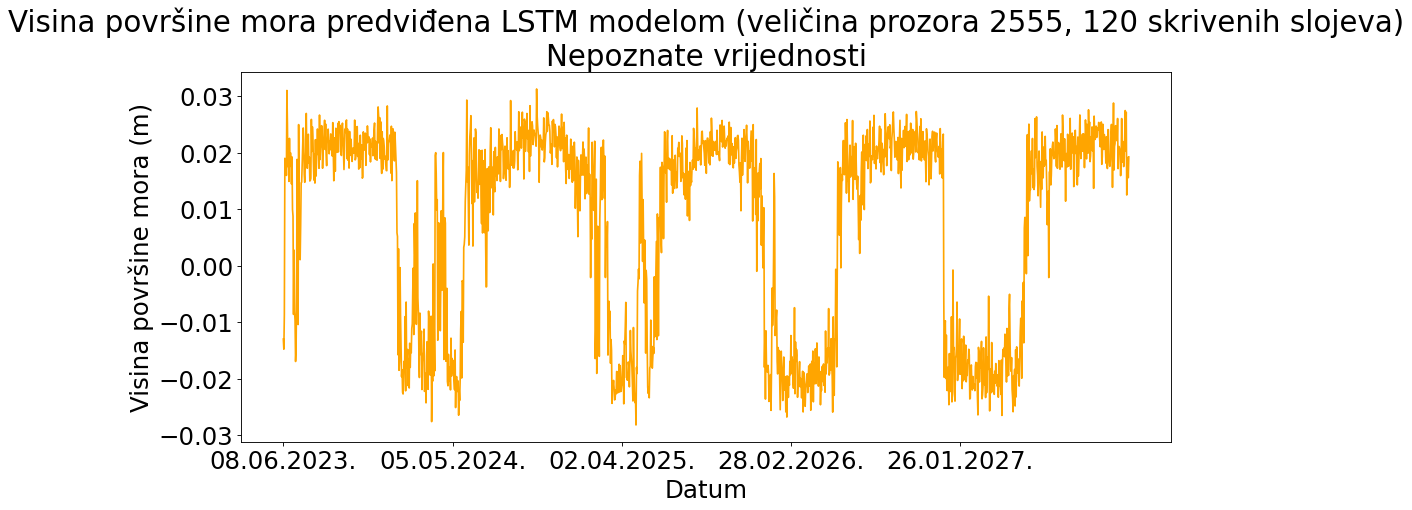 Visina površine mora predviđena LSTM modelom (veličina prozora 2555, 120 skrivenih slojeva)
Nepoznate vrijednosti
Visina površine mora (m)
0.03
0.02
0.01
0.00
−0.01
−0.02
−0.03
08.06.2023. 05.05.2024. 02.04.2025. 28.02.2026. 26.01.2027.
Datum